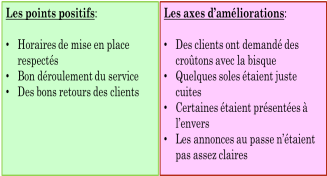 Les points positifs:
• Horaires de mise en place
respectés
• Bon déroulement du service
• Des bons retours des clients
Les axes d'améliorations:
• Des clients ont demandé des
croûtons avec la bisque
• Quelques soles étaient juste
cuites
• Certaines étaient présentées à
l'envers
• Les annonces au passe n'étaient
pas assez claires